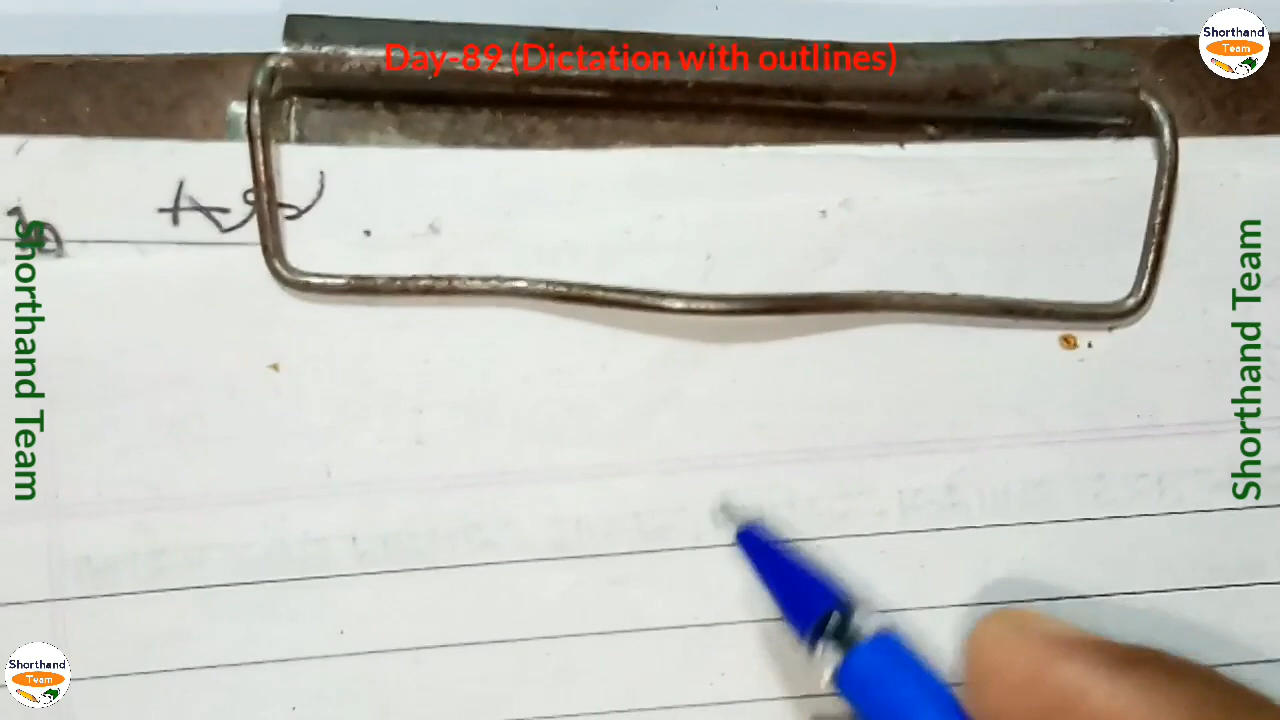 Day-89 (Dictation with outlines)
Shorthand
Team
Shorthand Team
Shorthand Team
Shorthand
Team